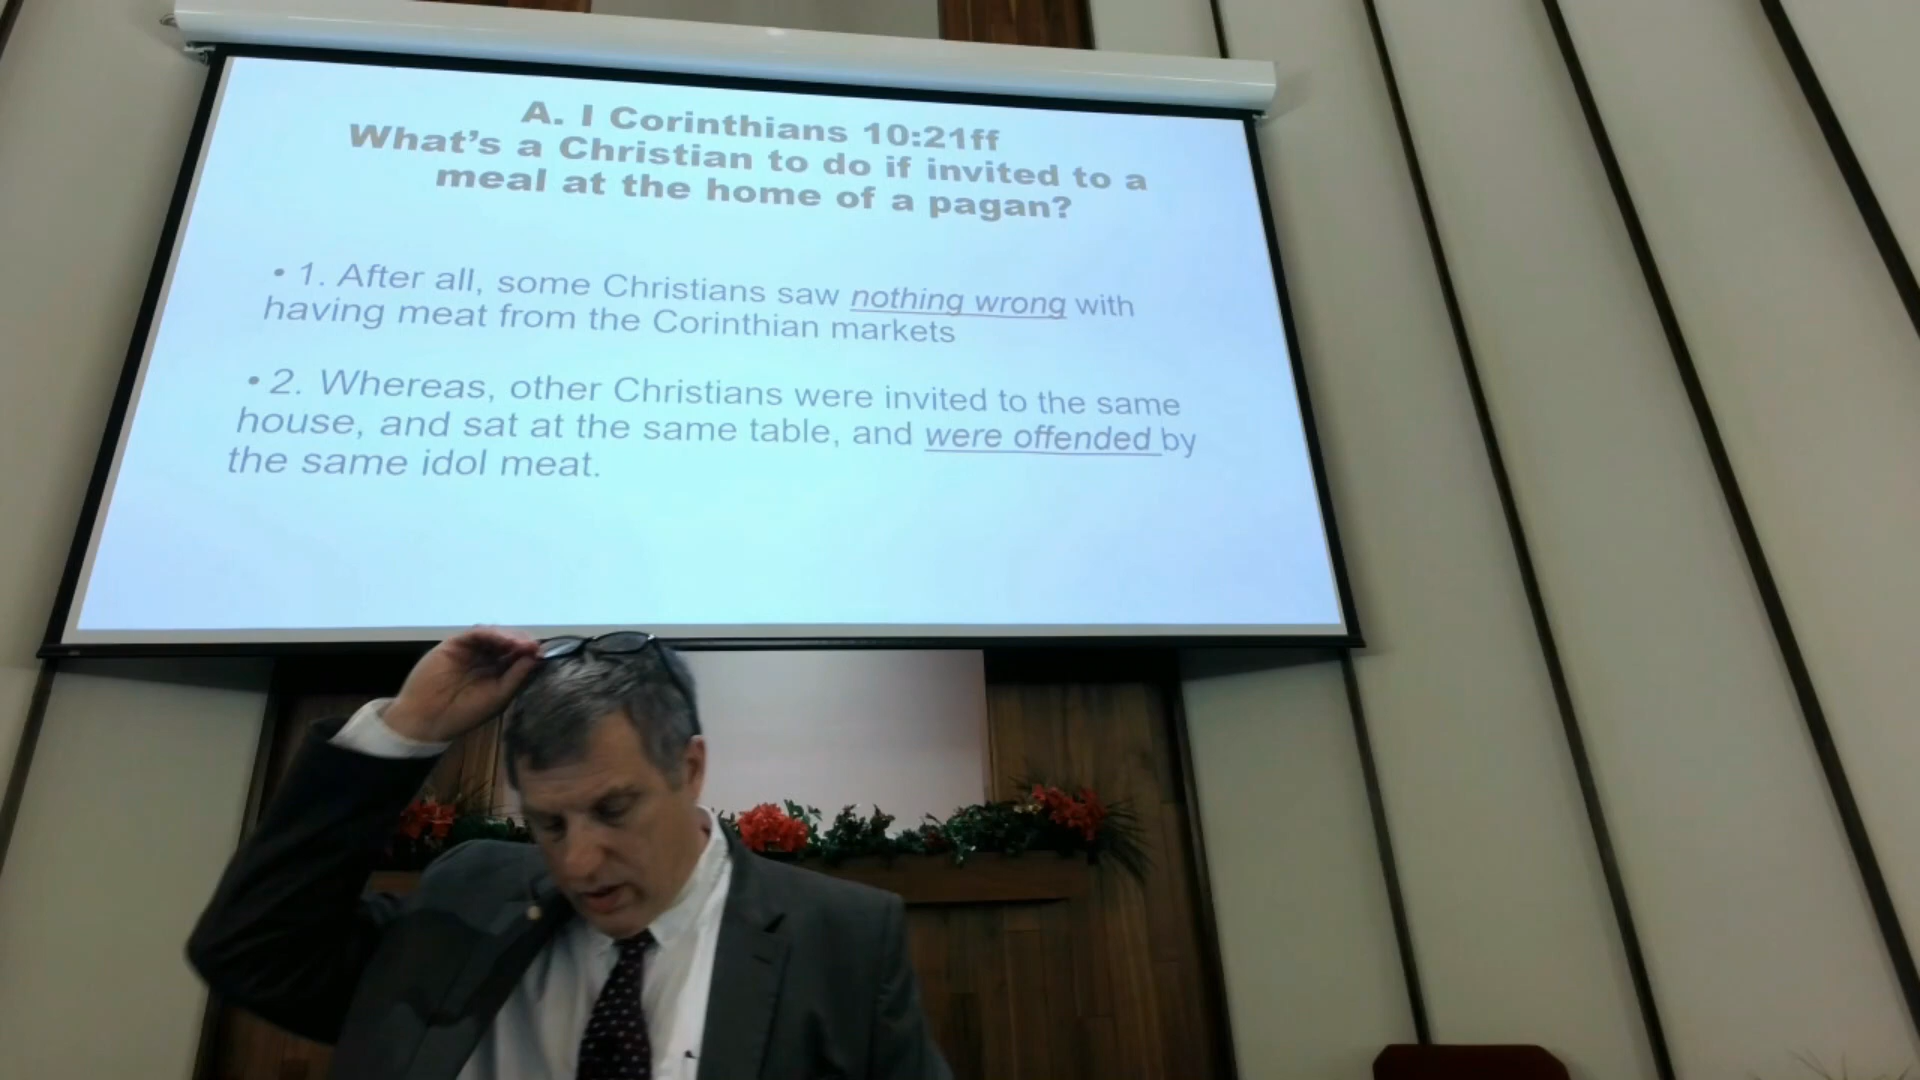 A. I Corinthians 10:21ff
What's a Christian to do if invited to a
meal at the home of a pagan?
• 1. After all, some Christians saw nothing wrong with
having meat from the Corinthian markets
• 2. Whereas, other Christians were invited to the same
house, and sat at the same table, and were offended by
the same idol meat.